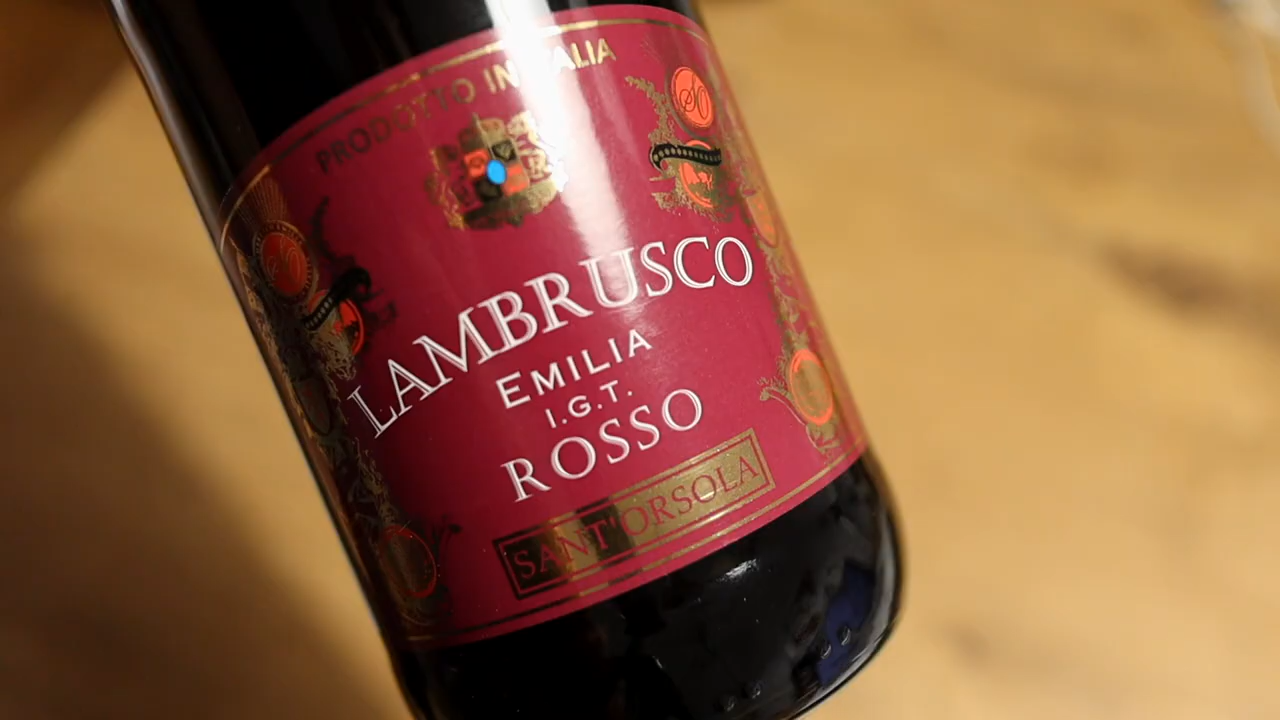 PRODOTTO IN ITALIA
LAMBRUSCO
EMILIA
I.G.T.
ROSSO
SANT'ORSOLA